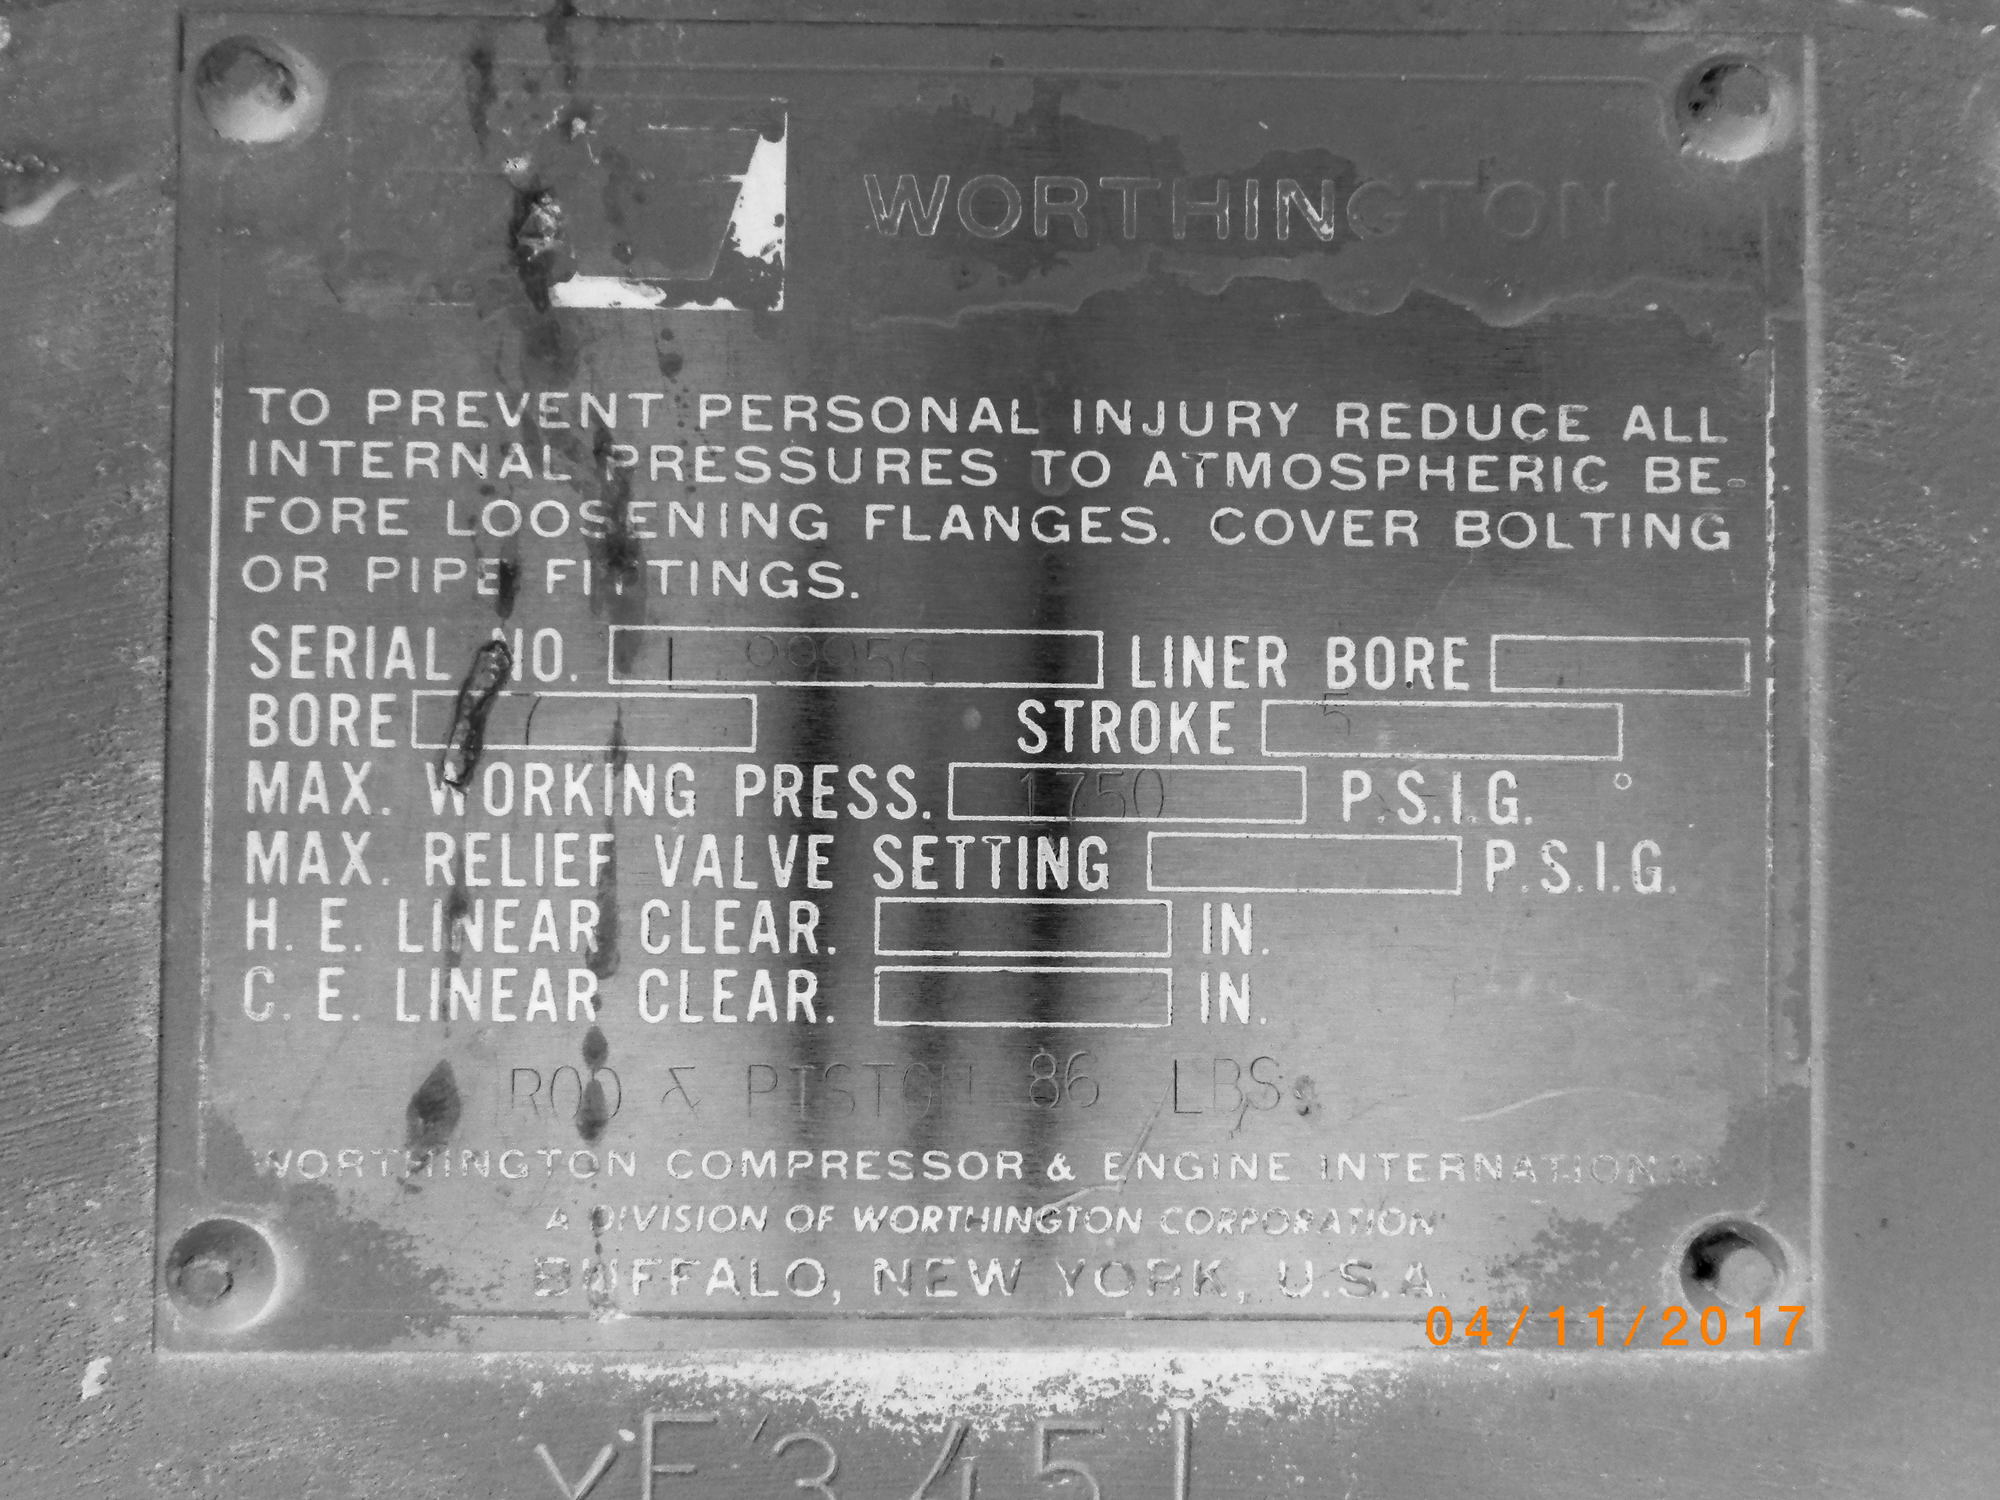 WORTHINGTON
TO PREVENT PERSONAL INJURY REDUCE ALL
INTERNAL PRESSURES TO ATMOSPHERIC BE-
FORE LOOSENING FLANGES. COVER BOLTING
OR PIPE FITTINGS.
SERIAL NO. L LINER BORE
BORE STROKE 5
MAX. WORKING PRESS. 1750 P.S.I.G.
MAX. RELIEF VALVE SETTING P.S.I.G.
H. E. LINEAR CLEAR. IN.
C. E. LINEAR CLEAR. IN.
ROD & PISTON 86 LBS.
WORTHINGTON COMPRESSOR & ENGINE INTERNATIONAL
A DIVISION OF WORTHINGTON CORPORATION
BUFFALO, NEW YORK, U.S.A.
04/11/2017